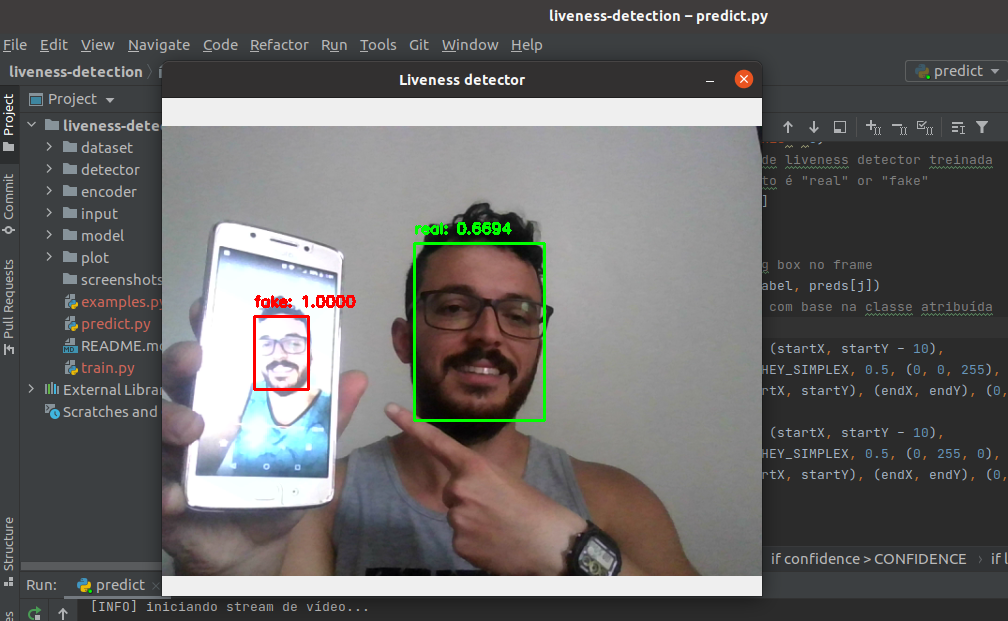 liveness-detection – predict.py
File Edit View Navigate Code Refactor Run Tools Git Window Help
liveness-detection
predict
Liveness detector
Project
Project
Commit
Pull Requests
Structure
liveness-dete
dataset
detector
encoder
input
model
plot
screenshots
examples.py
predict.py
README.md
train.py
External Libra
Scratches and
real: 0.6694
fake: 1.0000
de liveness detector treinada
to é "real" or "fake"
]
g box no frame
abel, preds[j])
com base na classe atribuída
(startX, startY - 10),
HEY_SIMPLEX, 0.5, (0, 0, 255),
rtX, startY), (endX, endY), (0,
(startX, startY - 10),
HEY_SIMPLEX, 0.5, (0, 255, 0),
rtX, startY), (endX, endY), (0,
if confidence > CONFIDENCE
Run: predict
[INFO] iniciando stream de vídeo...